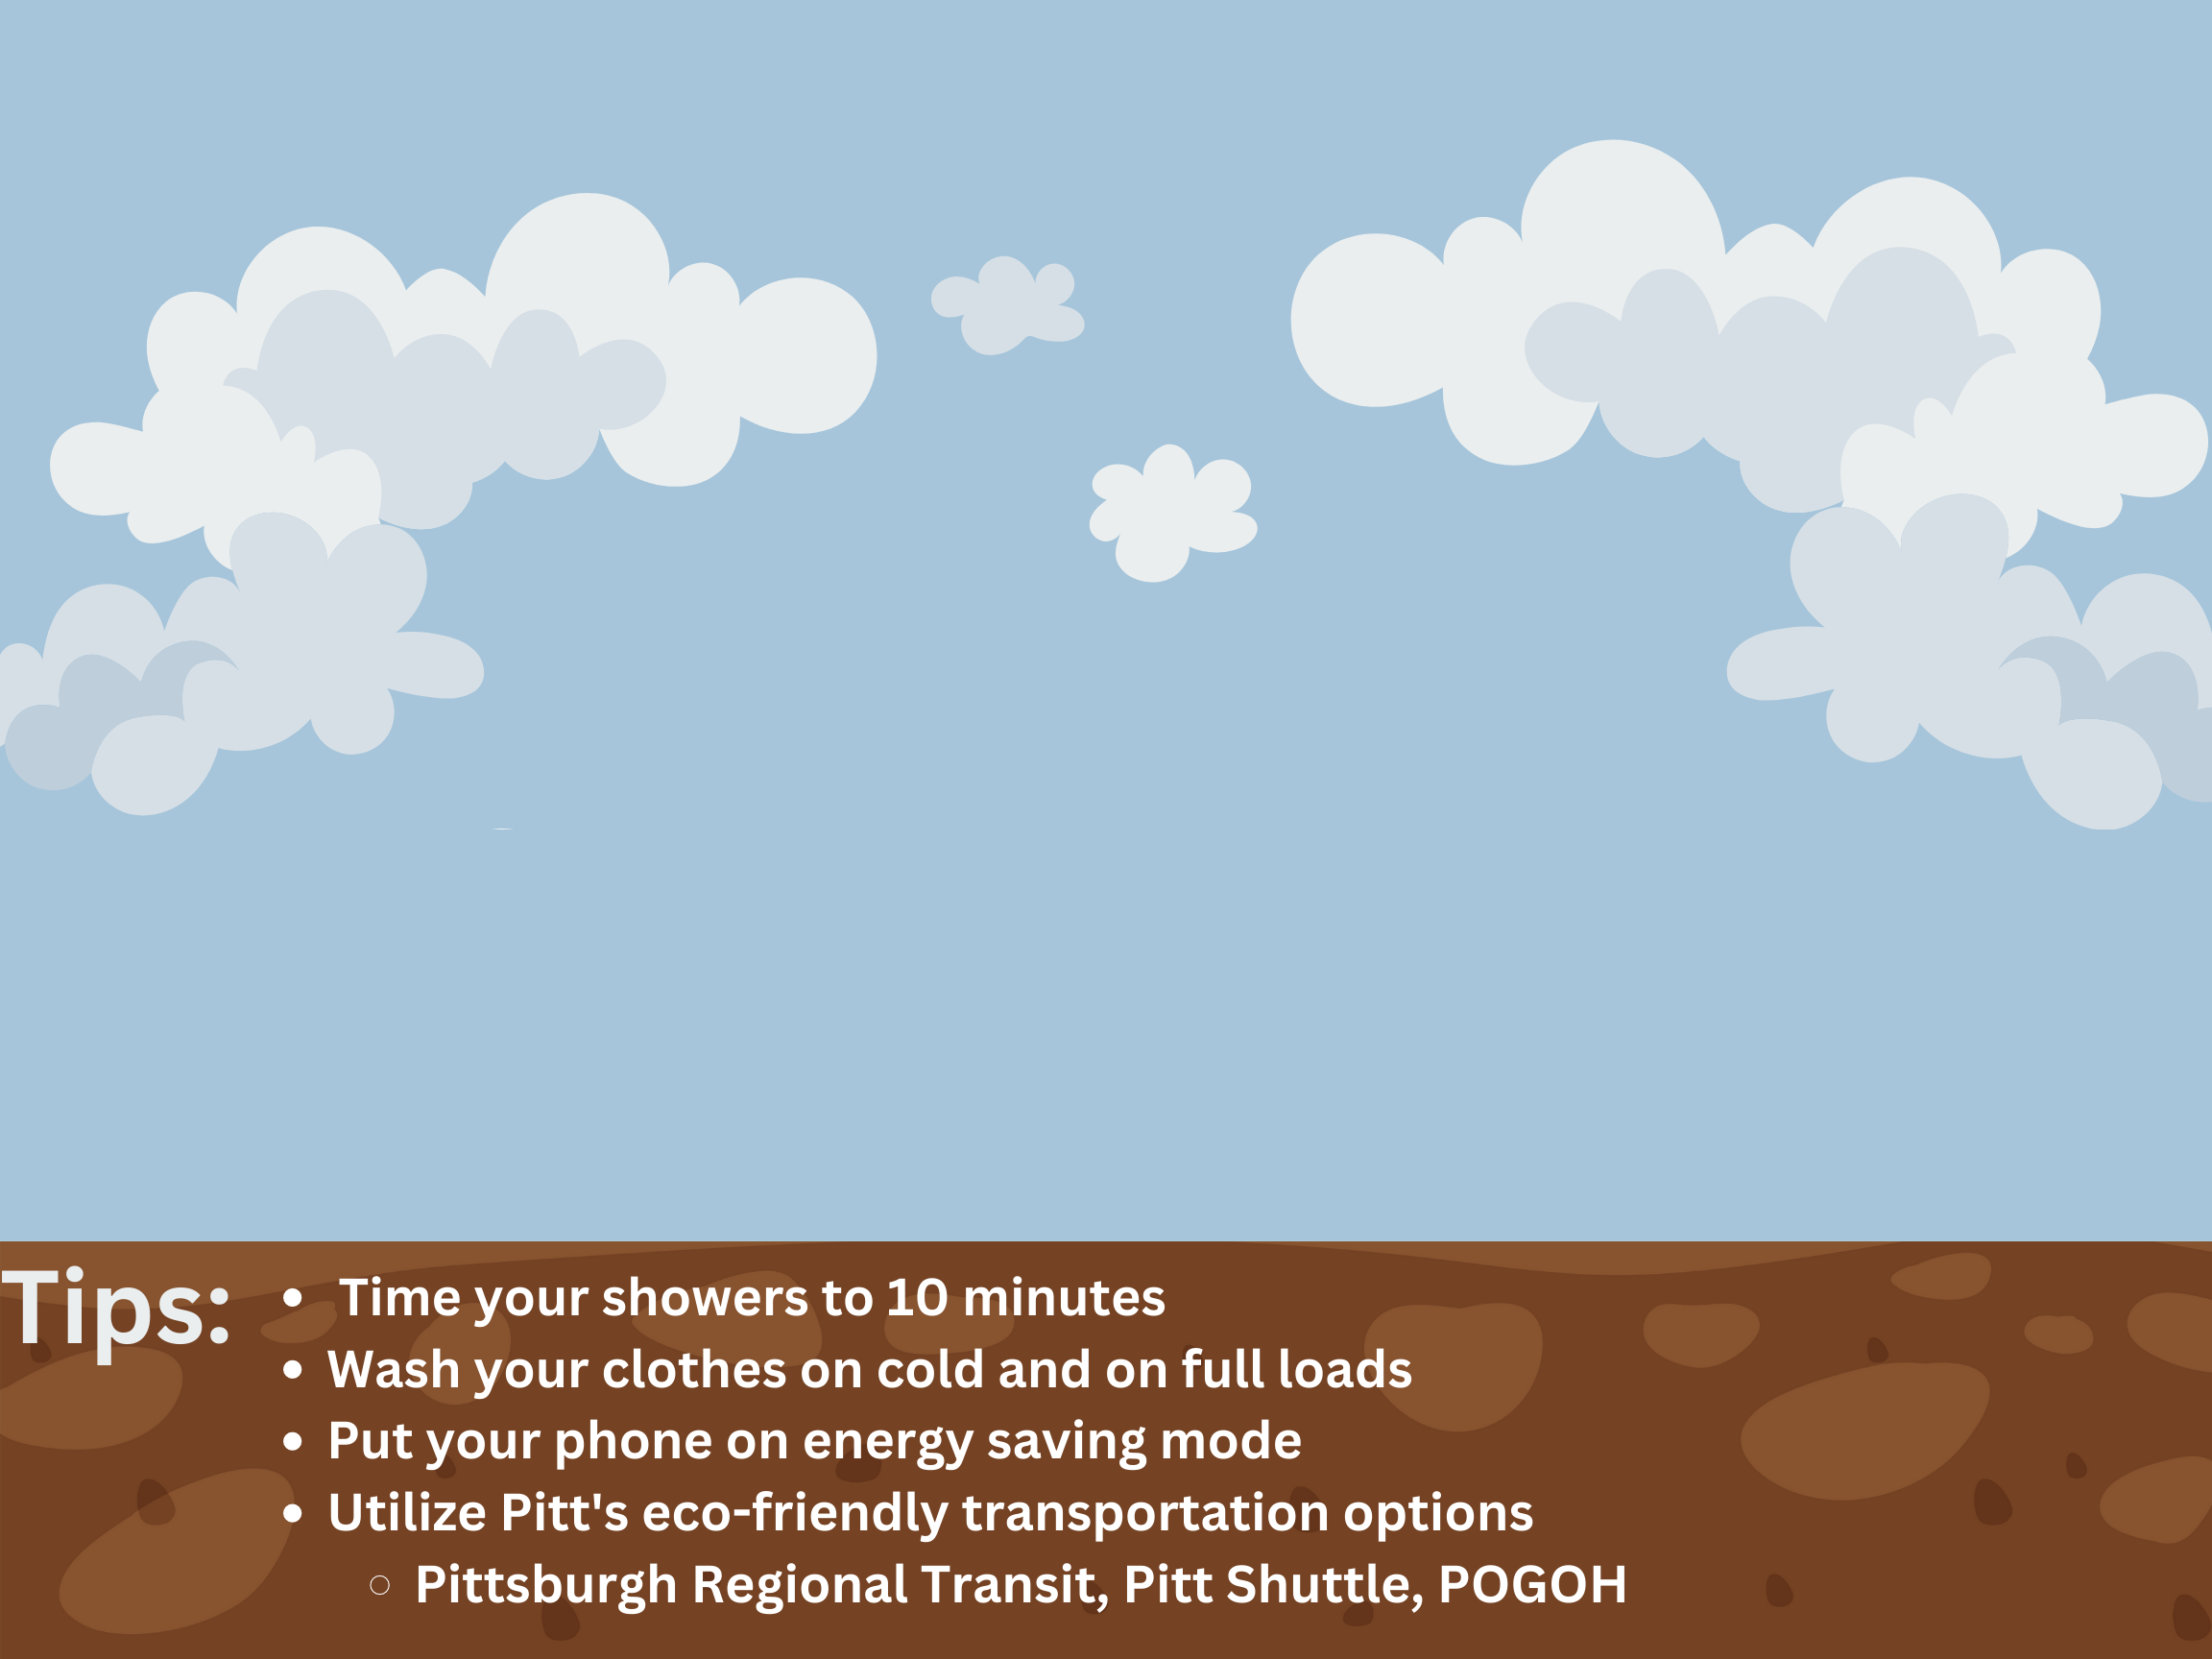 Tips:
• Time your showers to 10 minutes
• Wash your clothes on cold and on full loads
• Put your phone on energy saving mode
• Utilize Pitt's eco-friendly transportation options
○ Pittsburgh Regional Transit, Pitt Shuttle, POGOH